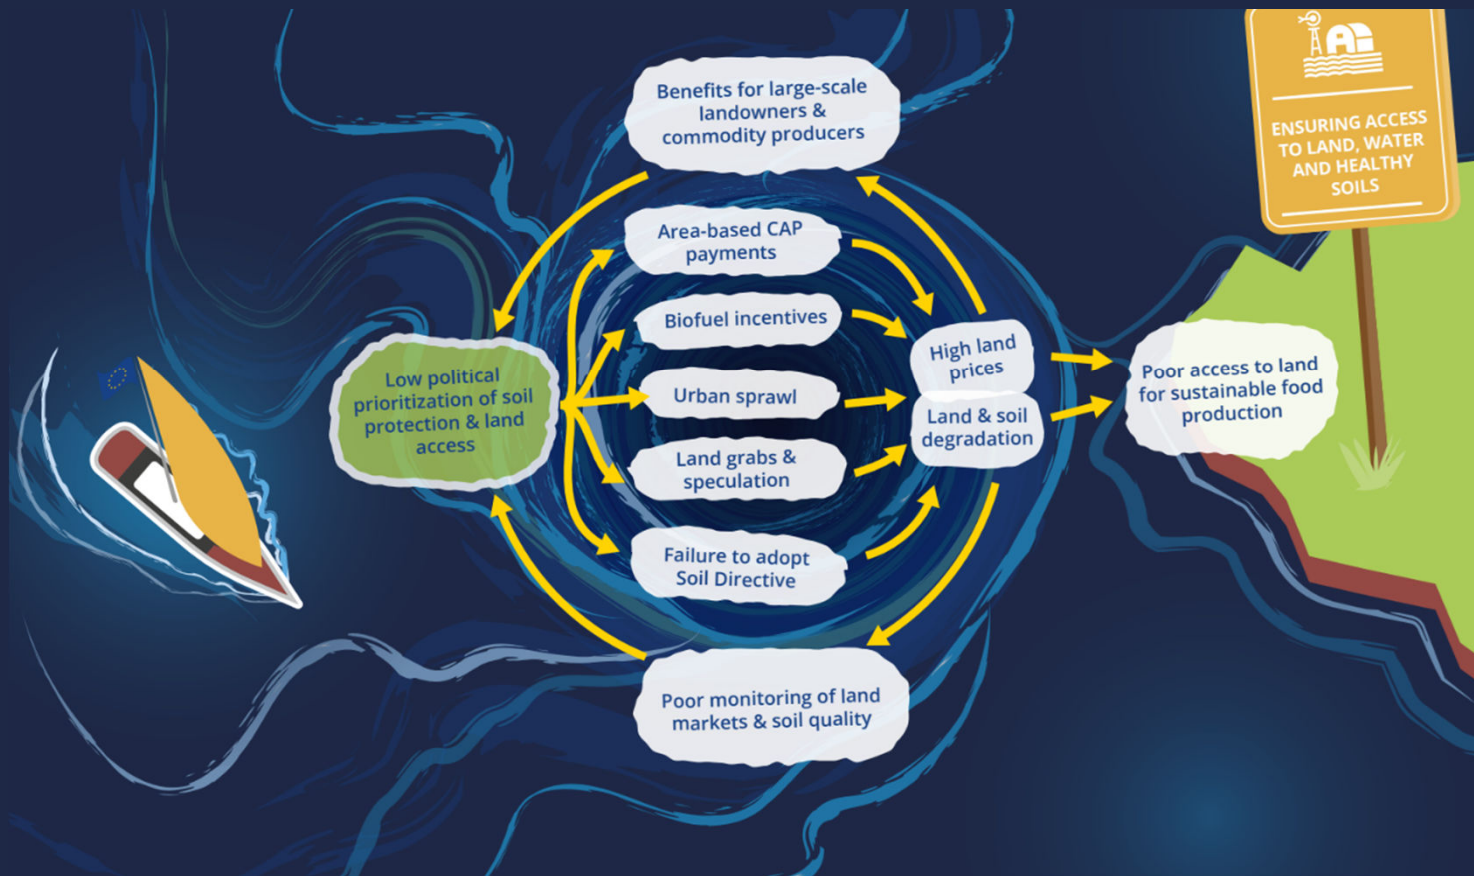 Benefits for large-scale
landowners &
commodity producers
ENSURING ACCESS
TO LAND, WATER
AND HEALTHY
SOILS
Area-based CAP
payments
Biofuel incentives
Urban sprawl
Land grabs &
speculation
Failure to adopt
Soil Directive
Low political
prioritization of soil
protection & land
access
High land
prices
Land & soil
degradation
Poor access to land
for sustainable food
production
Poor monitoring of land
markets & soil quality